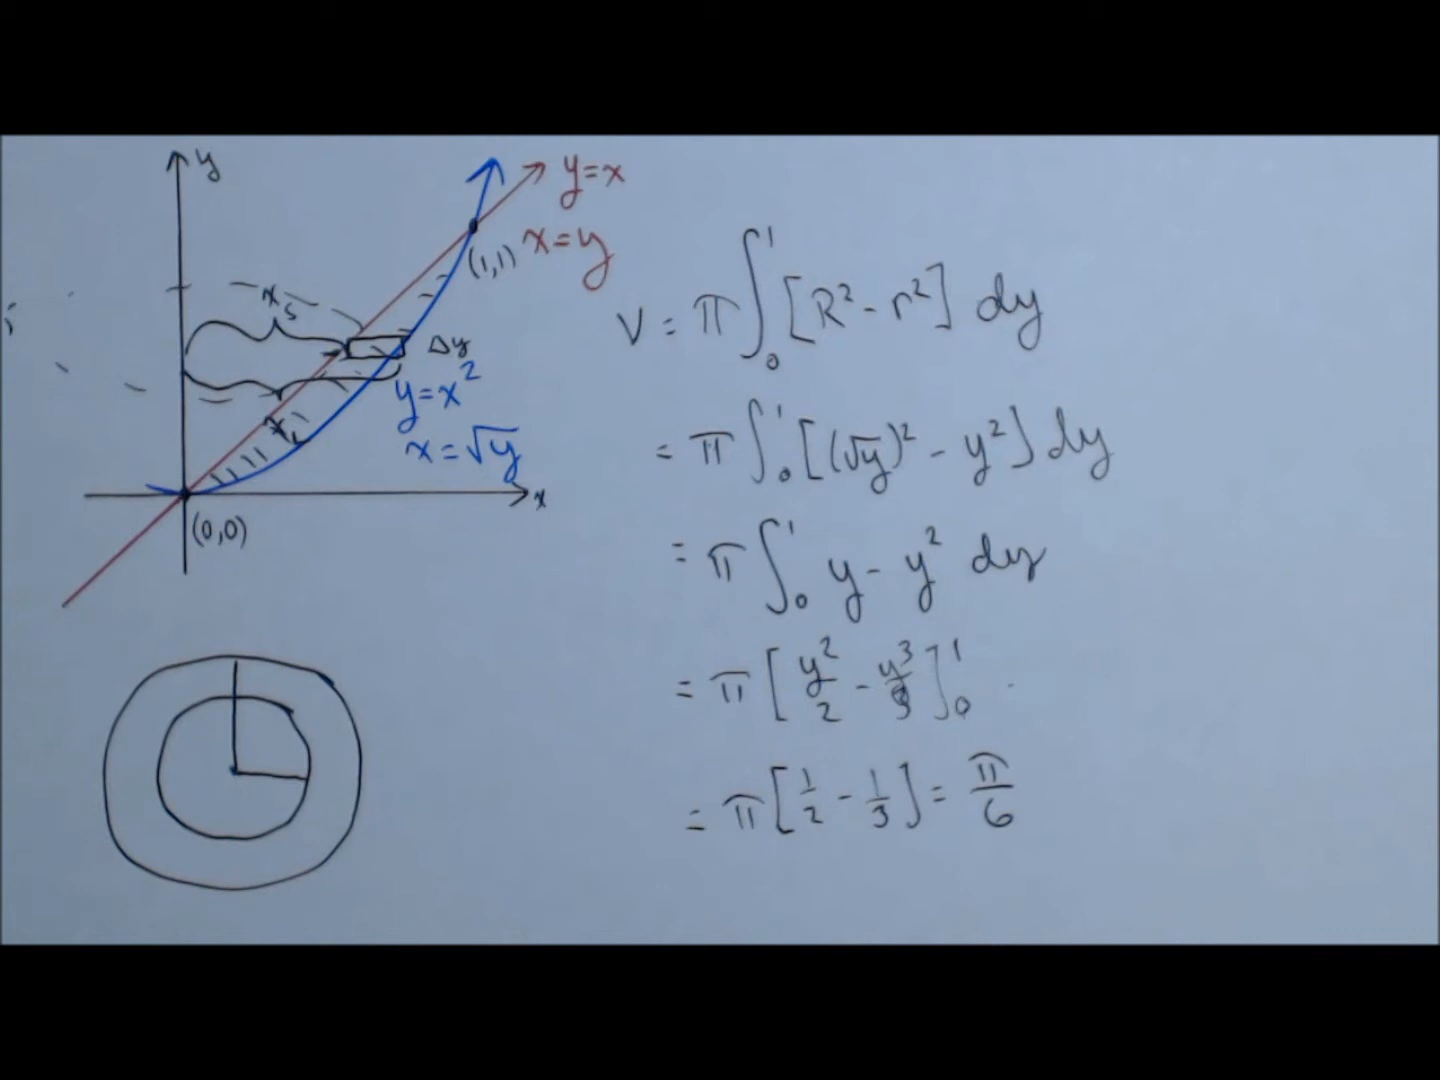 y
y=x
x=y
(1,1)
x_s
Δy
y=x²
x=√y
x
(0,0)
V = π∫₀¹ [R² - r²] dy
= π∫₀¹ [(√y)² - y²] dy
= π∫₀¹ y - y² dy
= π[y²/2 - y³/3]₀¹
= π[1/2 - 1/3] = π/6